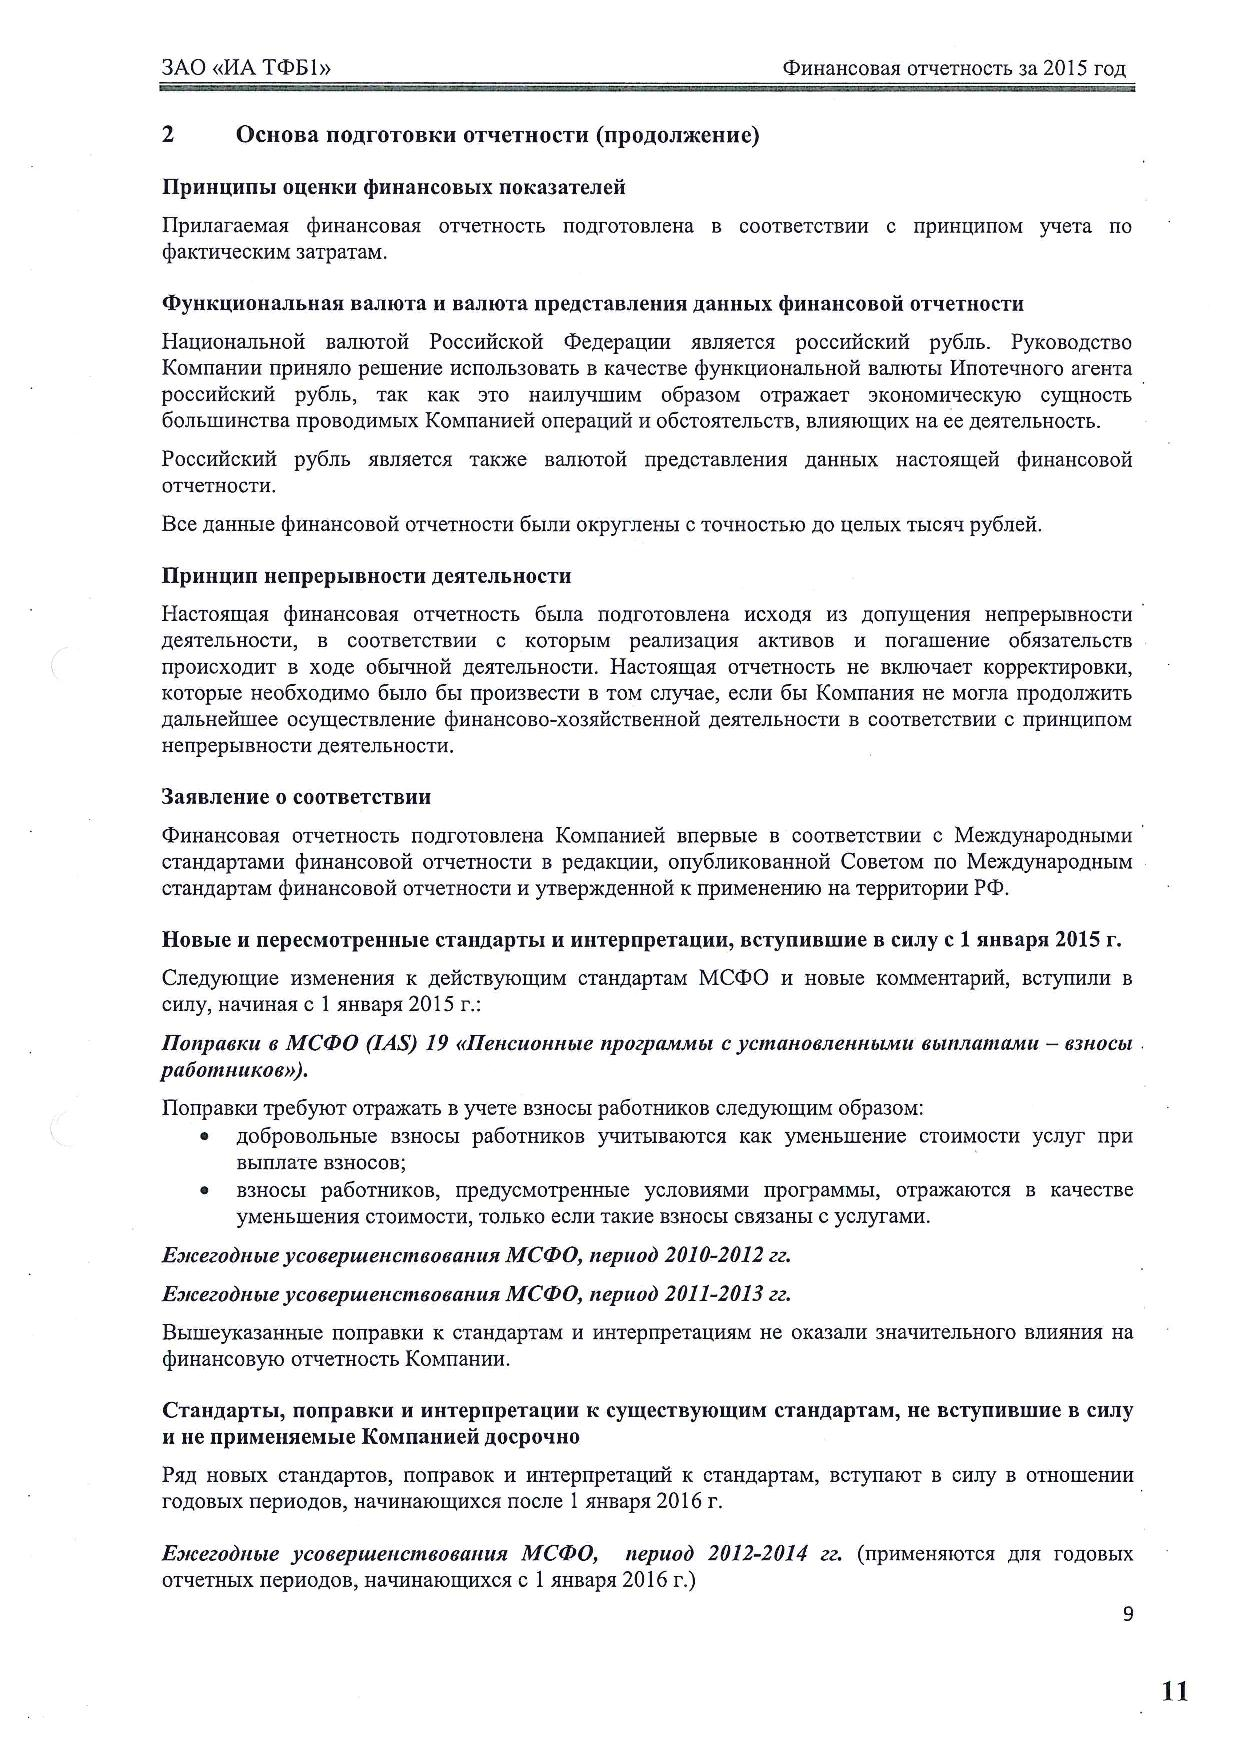 ЗАО «ИА ТФБ1»
Финансовая отчетность за 2015 год
2 Основа подготовки отчетности (продолжение)
Принципы оценки финансовых показателей
Прилагаемая финансовая отчетность подготовлена в соответствии с принципом учета по
фактическим затратам.
Функциональная валюта и валюта представления данных финансовой отчетности
Национальной валютой Российской Федерации является российский рубль. Руководство
Компании приняло решение использовать в качестве функциональной валюты Ипотечного агента
российский рубль, так как это наилучшим образом отражает экономическую сущность
большинства проводимых Компанией операций и обстоятельств, влияющих на ее деятельность.
Российский рубль является также валютой представления данных настоящей финансовой
отчетности.
Все данные финансовой отчетности были округлены с точностью до целых тысяч рублей.
Принцип непрерывности деятельности
Настоящая финансовая отчетность была подготовлена исходя из допущения непрерывности
деятельности, в соответствии с которым реализация активов и погашение обязательств
происходит в ходе обычной деятельности. Настоящая отчетность не включает корректировки,
которые необходимо было бы произвести в том случае, если бы Компания не могла продолжить
дальнейшее осуществление финансово-хозяйственной деятельности в соответствии с принципом
непрерывности деятельности.
Заявление о соответствии
Финансовая отчетность подготовлена Компанией впервые в соответствии с Международными
стандартами финансовой отчетности в редакции, опубликованной Советом по Международным
стандартам финансовой отчетности и утвержденной к применению на территории РФ.
Новые и пересмотренные стандарты и интерпретации, вступившие в силу с 1 января 2015 г.
Следующие изменения к действующим стандартам МСФО и новые комментарий, вступили в
силу, начиная с 1 января 2015 г.:
Поправки в МСФО (IAS) 19 «Пенсионные программы с установленными выплатами – взносы
работников»).
Поправки требуют отражать в учете взносы работников следующим образом:
• добровольные взносы работников учитываются как уменьшение стоимости услуг при
выплате взносов;
• взносы работников, предусмотренные условиями программы, отражаются в качестве
уменьшения стоимости, только если такие взносы связаны с услугами.
Ежегодные усовершенствования МСФО, период 2010-2012 гг.
Ежегодные усовершенствования МСФО, период 2011-2013 гг.
Вышеуказанные поправки к стандартам и интерпретациям не оказали значительного влияния на
финансовую отчетность Компании.
Стандарты, поправки и интерпретации к существующим стандартам, не вступившие в силу
и не применяемые Компанией досрочно
Ряд новых стандартов, поправок и интерпретаций к стандартам, вступают в силу в отношении
годовых периодов, начинающихся после 1 января 2016 г.
Ежегодные усовершенствования МСФО, период 2012-2014 гг. (применяются для годовых
отчетных периодов, начинающихся с 1 января 2016 г.)
9
11